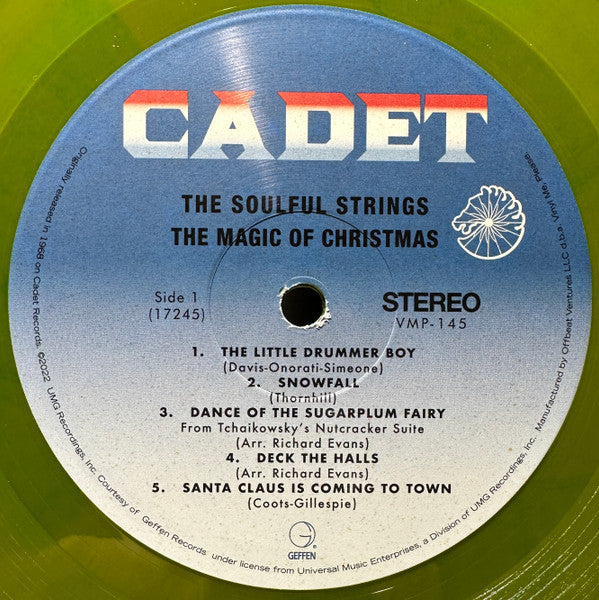 CADET
THE SOULFUL STRINGS
THE MAGIC OF CHRISTMAS
Side 1
(17245)
STEREO
VMP-145
1. THE LITTLE DRUMMER BOY
(Davis-Onorati-Simeone)
2. SNOWFALL
(Thornhill)
3. DANCE OF THE SUGARPLUM FAIRY
From Tchaikowsky's Nutcracker Suite
(Arr. Richard Evans)
4. DECK THE HALLS
(Arr. Richard Evans)
5. SANTA CLAUS IS COMING TO TOWN
(Coots-Gillespie)
G
GEFFEN®
Originally released in 1968 on Cadet Records. ©2022 UMG Recordings, Inc. Courtesy of Geffen Records. under license from Universal Music Enterprises, a Division of UMG Recordings, Inc. Manufactured by Offbeat Ventures LLC d.b.a. Vinyl Me, Please.